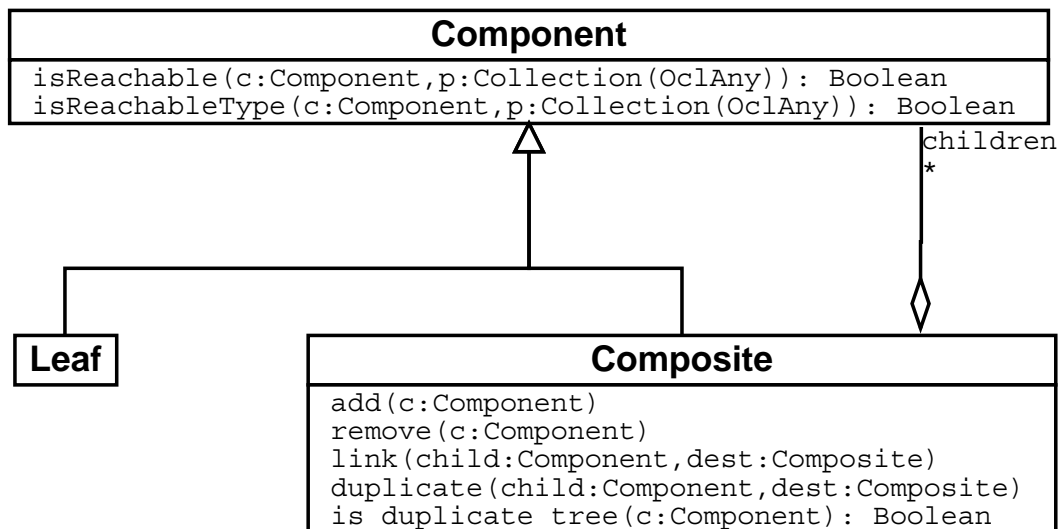 Component
isReachable(c:Component,p:Collection(OclAny)): Boolean
isReachableType(c:Component,p:Collection(OclAny)): Boolean
children
*
Leaf
Composite
add(c:Component)
remove(c:Component)
link(child:Component,dest:Composite)
duplicate(child:Component,dest:Composite)
is duplicate tree(c:Component): Boolean